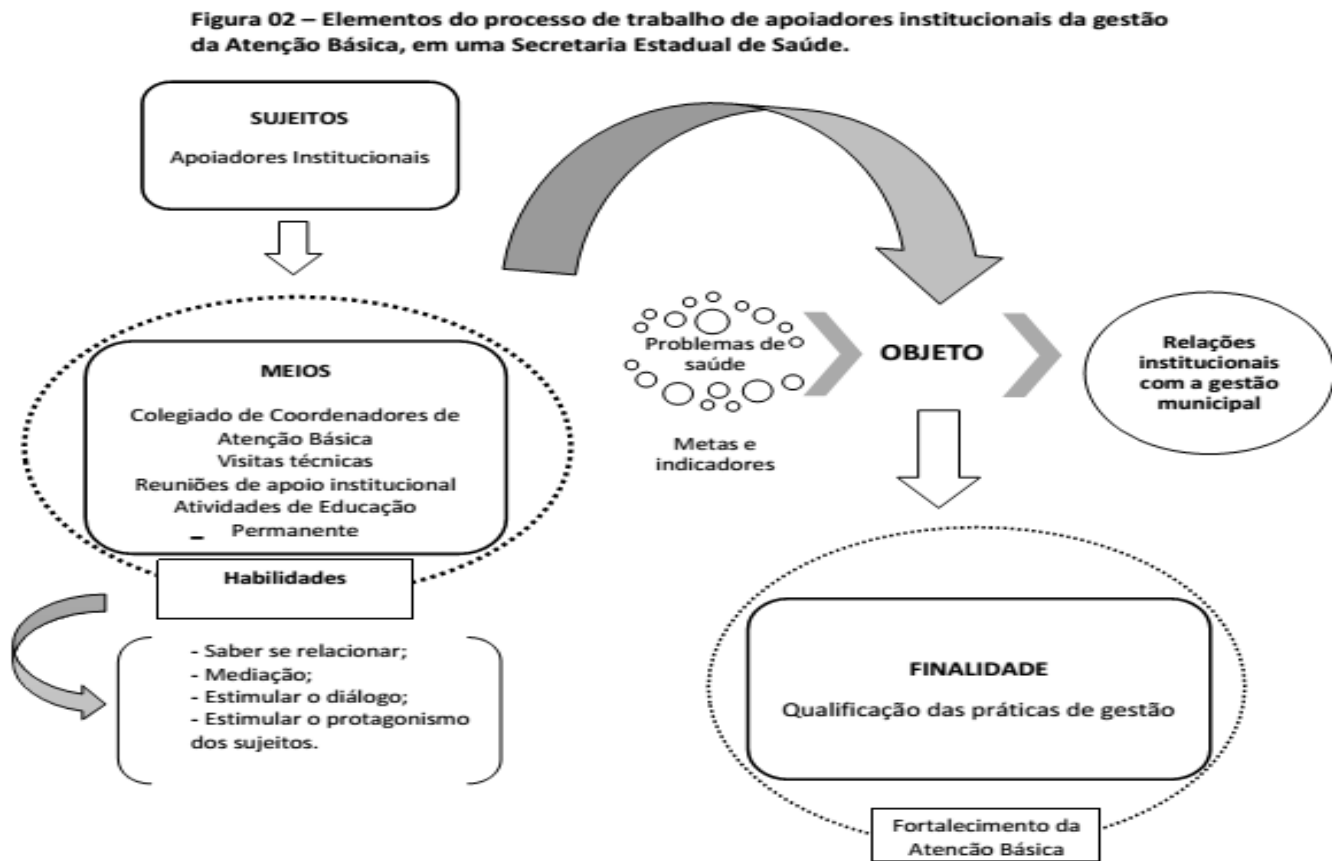 Figura 02 – Elementos do processo de trabalho de apoiadores institucionais da gestão
da Atenção Básica, em uma Secretaria Estadual de Saúde.
SUJEITOS
Apoiadores Institucionais
MEIOS
Colegiado de Coordenadores de
Atenção Básica
Visitas técnicas
Reuniões de apoio institucional
Atividades de Educação
Permanente
Habilidades
- Saber se relacionar;
- Mediação;
- Estimular o diálogo;
- Estimular o protagonismo
dos sujeitos.
Problemas de
saúde
Metas e
indicadores
OBJETO
Relações
institucionais
com a gestão
municipal
FINALIDADE
Qualificação das práticas de gestão
Fortalecimento da
Atenção Básica